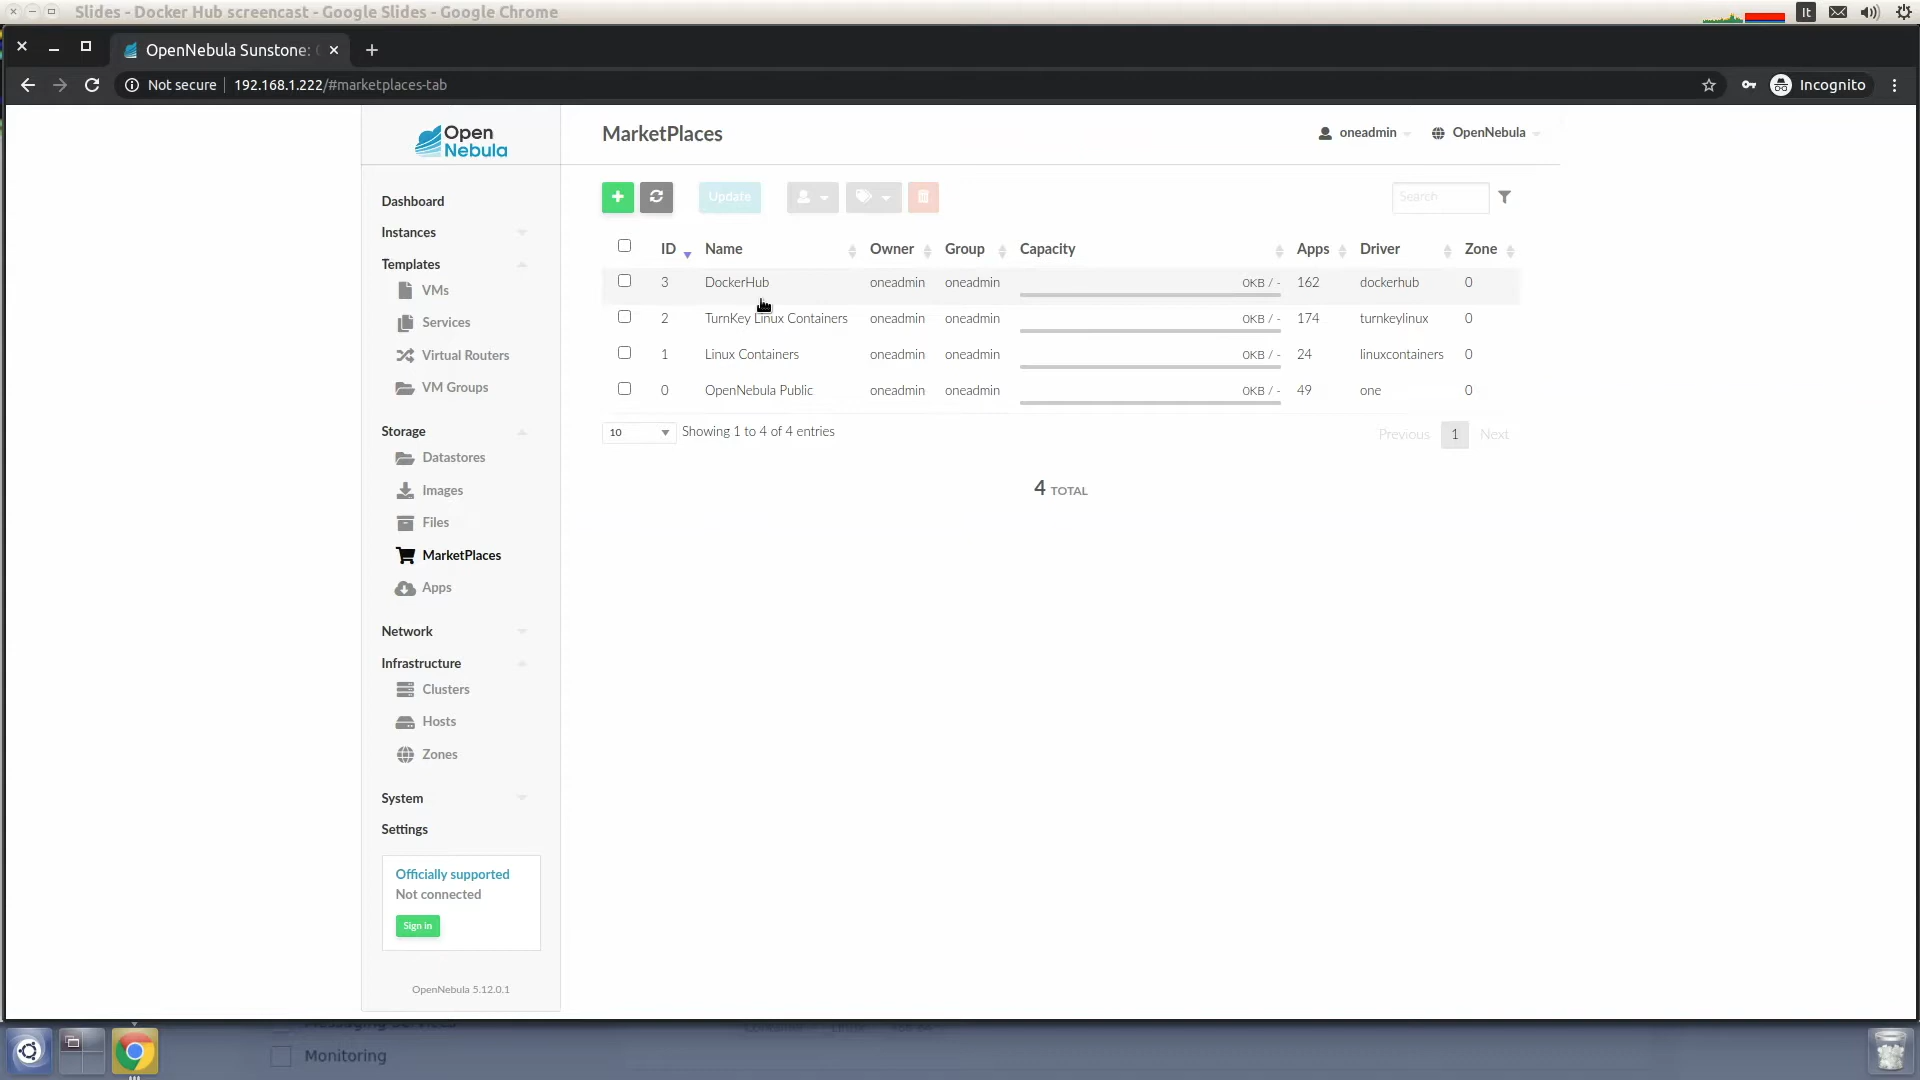 Slides - Docker Hub screencast - Google Slides - Google Chrome
It
OpenNebula Sunstone:
Not secure
192.168.1.222/#marketplaces-tab
Incognito
Open
Nebula
MarketPlaces
oneadmin
OpenNebula
Update
Search
Dashboard
Instances
Templates
VMs
Services
Virtual Routers
VM Groups
Storage
Datastores
Images
Files
MarketPlaces
Apps
Network
Infrastructure
Clusters
Hosts
Zones
System
Settings
Officially supported
Not connected
Sign in
OpenNebula 5.12.0.1
ID Name Owner Group Capacity Apps Driver Zone
3 DockerHub oneadmin oneadmin 0KB / - 162 dockerhub 0
2 TurnKey Linux Containers oneadmin oneadmin 0KB / - 174 turnkeylinux 0
1 Linux Containers oneadmin oneadmin 0KB / - 24 linuxcontainers 0
0 OpenNebula Public oneadmin oneadmin 0KB / - 49 one 0
10 Showing 1 to 4 of 4 entries
Previous 1 Next
4 TOTAL
Monitoring